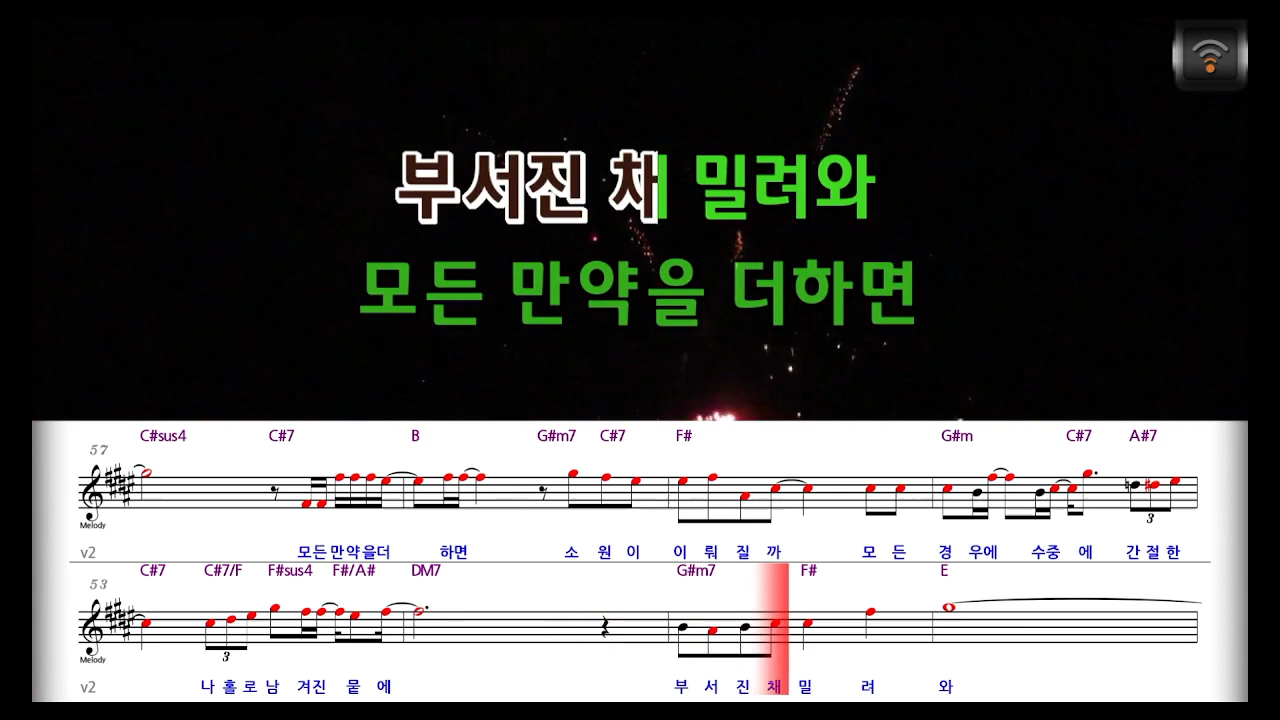 부서진 채 밀려와
모든 만약을 더하면
C#sus4 C#7 B G#m7 C#7 F# G#m C#7 A#7
57
Melody
3
v2 모든만약을더 하면 소 원 이 이 뤄 질 까 모 든 경 우에 수중 에 간 절 한
C#7 C#7/F F#sus4 F#/A# DM7 G#m7 F# E
53
Melody
3
v2 나 홀 로 남 겨진 뭍 에 부 서 진 채 밀 려 와